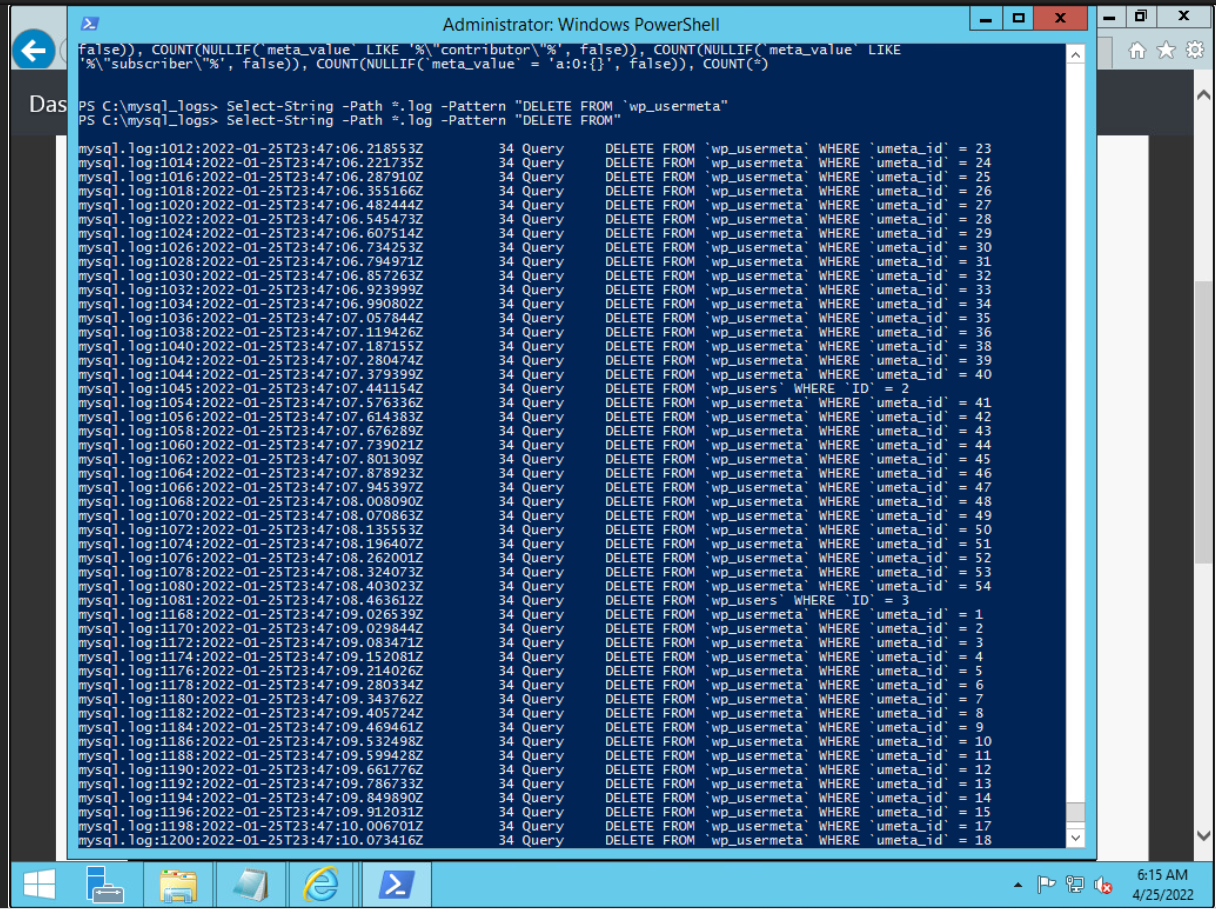 Administrator: Windows PowerShell
Das
false)), COUNT(NULLIF(`meta_value` LIKE '%\"contributor\"%', false)), COUNT(NULLIF(`meta_value` LIKE
'%\"subscriber\"%', false)), COUNT(NULLIF(`meta_value` = 'a:0:{}', false)), COUNT(*)
PS C:\mysql_logs> Select-String -Path *.log -Pattern "DELETE FROM `wp_usermeta"
PS C:\mysql_logs> Select-String -Path *.log -Pattern "DELETE FROM"
mysql.log:1012:2022-01-25T23:47:06.218553Z 34 Query DELETE FROM `wp_usermeta` WHERE `umeta_id` = 23
mysql.log:1014:2022-01-25T23:47:06.221735Z 34 Query DELETE FROM `wp_usermeta` WHERE `umeta_id` = 24
mysql.log:1016:2022-01-25T23:47:06.287910Z 34 Query DELETE FROM `wp_usermeta` WHERE `umeta_id` = 25
mysql.log:1018:2022-01-25T23:47:06.355166Z 34 Query DELETE FROM `wp_usermeta` WHERE `umeta_id` = 26
mysql.log:1020:2022-01-25T23:47:06.482444Z 34 Query DELETE FROM `wp_usermeta` WHERE `umeta_id` = 27
mysql.log:1022:2022-01-25T23:47:06.545473Z 34 Query DELETE FROM `wp_usermeta` WHERE `umeta_id` = 28
mysql.log:1024:2022-01-25T23:47:06.607514Z 34 Query DELETE FROM `wp_usermeta` WHERE `umeta_id` = 29
mysql.log:1026:2022-01-25T23:47:06.734253Z 34 Query DELETE FROM `wp_usermeta` WHERE `umeta_id` = 30
mysql.log:1028:2022-01-25T23:47:06.794971Z 34 Query DELETE FROM `wp_usermeta` WHERE `umeta_id` = 31
mysql.log:1030:2022-01-25T23:47:06.857263Z 34 Query DELETE FROM `wp_usermeta` WHERE `umeta_id` = 32
mysql.log:1032:2022-01-25T23:47:06.923999Z 34 Query DELETE FROM `wp_usermeta` WHERE `umeta_id` = 33
mysql.log:1034:2022-01-25T23:47:06.990802Z 34 Query DELETE FROM `wp_usermeta` WHERE `umeta_id` = 34
mysql.log:1036:2022-01-25T23:47:07.057844Z 34 Query DELETE FROM `wp_usermeta` WHERE `umeta_id` = 35
mysql.log:1038:2022-01-25T23:47:07.119426Z 34 Query DELETE FROM `wp_usermeta` WHERE `umeta_id` = 36
mysql.log:1040:2022-01-25T23:47:07.187155Z 34 Query DELETE FROM `wp_usermeta` WHERE `umeta_id` = 38
mysql.log:1042:2022-01-25T23:47:07.280474Z 34 Query DELETE FROM `wp_usermeta` WHERE `umeta_id` = 39
mysql.log:1044:2022-01-25T23:47:07.379399Z 34 Query DELETE FROM `wp_usermeta` WHERE `umeta_id` = 40
mysql.log:1045:2022-01-25T23:47:07.441154Z 34 Query DELETE FROM `wp_users` WHERE `ID` = 2
mysql.log:1054:2022-01-25T23:47:07.576336Z 34 Query DELETE FROM `wp_usermeta` WHERE `umeta_id` = 41
mysql.log:1056:2022-01-25T23:47:07.614383Z 34 Query DELETE FROM `wp_usermeta` WHERE `umeta_id` = 42
mysql.log:1058:2022-01-25T23:47:07.676289Z 34 Query DELETE FROM `wp_usermeta` WHERE `umeta_id` = 43
mysql.log:1060:2022-01-25T23:47:07.739021Z 34 Query DELETE FROM `wp_usermeta` WHERE `umeta_id` = 44
mysql.log:1062:2022-01-25T23:47:07.801309Z 34 Query DELETE FROM `wp_usermeta` WHERE `umeta_id` = 45
mysql.log:1064:2022-01-25T23:47:07.878923Z 34 Query DELETE FROM `wp_usermeta` WHERE `umeta_id` = 46
mysql.log:1066:2022-01-25T23:47:07.945397Z 34 Query DELETE FROM `wp_usermeta` WHERE `umeta_id` = 47
mysql.log:1068:2022-01-25T23:47:08.008090Z 34 Query DELETE FROM `wp_usermeta` WHERE `umeta_id` = 48
mysql.log:1070:2022-01-25T23:47:08.070863Z 34 Query DELETE FROM `wp_usermeta` WHERE `umeta_id` = 49
mysql.log:1072:2022-01-25T23:47:08.135553Z 34 Query DELETE FROM `wp_usermeta` WHERE `umeta_id` = 50
mysql.log:1074:2022-01-25T23:47:08.196407Z 34 Query DELETE FROM `wp_usermeta` WHERE `umeta_id` = 51
mysql.log:1076:2022-01-25T23:47:08.262001Z 34 Query DELETE FROM `wp_usermeta` WHERE `umeta_id` = 52
mysql.log:1078:2022-01-25T23:47:08.324073Z 34 Query DELETE FROM `wp_usermeta` WHERE `umeta_id` = 53
mysql.log:1080:2022-01-25T23:47:08.403023Z 34 Query DELETE FROM `wp_usermeta` WHERE `umeta_id` = 54
mysql.log:1081:2022-01-25T23:47:08.463612Z 34 Query DELETE FROM `wp_users` WHERE `ID` = 3
mysql.log:1168:2022-01-25T23:47:09.026539Z 34 Query DELETE FROM `wp_usermeta` WHERE `umeta_id` = 1
mysql.log:1170:2022-01-25T23:47:09.029844Z 34 Query DELETE FROM `wp_usermeta` WHERE `umeta_id` = 2
mysql.log:1172:2022-01-25T23:47:09.083471Z 34 Query DELETE FROM `wp_usermeta` WHERE `umeta_id` = 3
mysql.log:1174:2022-01-25T23:47:09.152081Z 34 Query DELETE FROM `wp_usermeta` WHERE `umeta_id` = 4
mysql.log:1176:2022-01-25T23:47:09.214026Z 34 Query DELETE FROM `wp_usermeta` WHERE `umeta_id` = 5
mysql.log:1178:2022-01-25T23:47:09.280334Z 34 Query DELETE FROM `wp_usermeta` WHERE `umeta_id` = 6
mysql.log:1180:2022-01-25T23:47:09.343762Z 34 Query DELETE FROM `wp_usermeta` WHERE `umeta_id` = 7
mysql.log:1182:2022-01-25T23:47:09.405724Z 34 Query DELETE FROM `wp_usermeta` WHERE `umeta_id` = 8
mysql.log:1184:2022-01-25T23:47:09.469461Z 34 Query DELETE FROM `wp_usermeta` WHERE `umeta_id` = 9
mysql.log:1186:2022-01-25T23:47:09.532498Z 34 Query DELETE FROM `wp_usermeta` WHERE `umeta_id` = 10
mysql.log:1188:2022-01-25T23:47:09.599428Z 34 Query DELETE FROM `wp_usermeta` WHERE `umeta_id` = 11
mysql.log:1190:2022-01-25T23:47:09.661776Z 34 Query DELETE FROM `wp_usermeta` WHERE `umeta_id` = 12
mysql.log:1192:2022-01-25T23:47:09.786733Z 34 Query DELETE FROM `wp_usermeta` WHERE `umeta_id` = 13
mysql.log:1194:2022-01-25T23:47:09.849890Z 34 Query DELETE FROM `wp_usermeta` WHERE `umeta_id` = 14
mysql.log:1196:2022-01-25T23:47:09.912031Z 34 Query DELETE FROM `wp_usermeta` WHERE `umeta_id` = 15
mysql.log:1198:2022-01-25T23:47:10.006701Z 34 Query DELETE FROM `wp_usermeta` WHERE `umeta_id` = 17
mysql.log:1200:2022-01-25T23:47:10.073416Z 34 Query DELETE FROM `wp_usermeta` WHERE `umeta_id` = 18
6:15 AM
4/25/2022